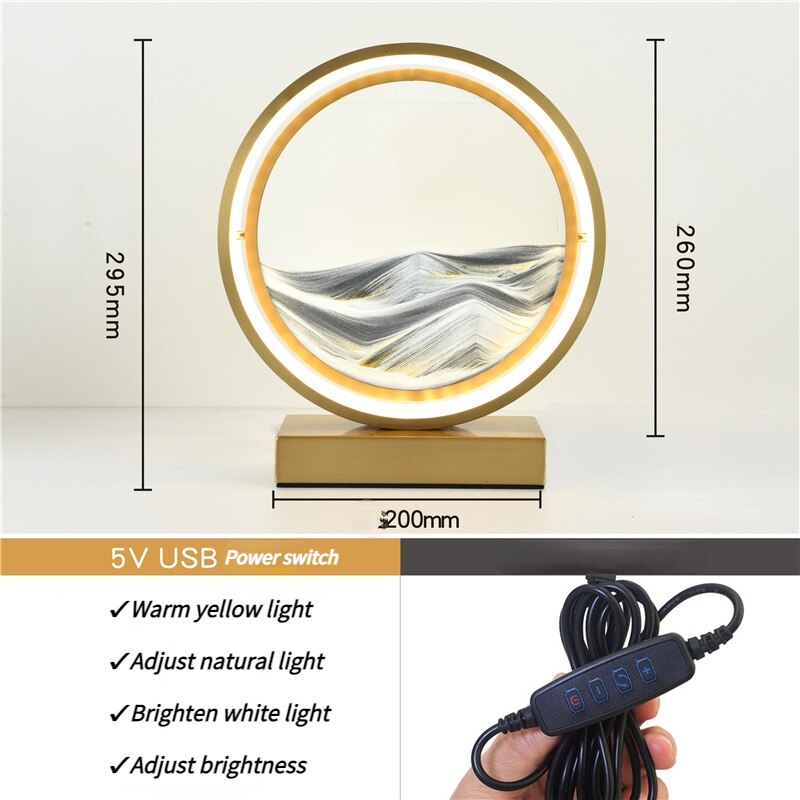 295mm
260mm
200mm
5V USB Power switch
✓Warm yellow light
✓Adjust natural light
✓Brighten white light
✓Adjust brightness